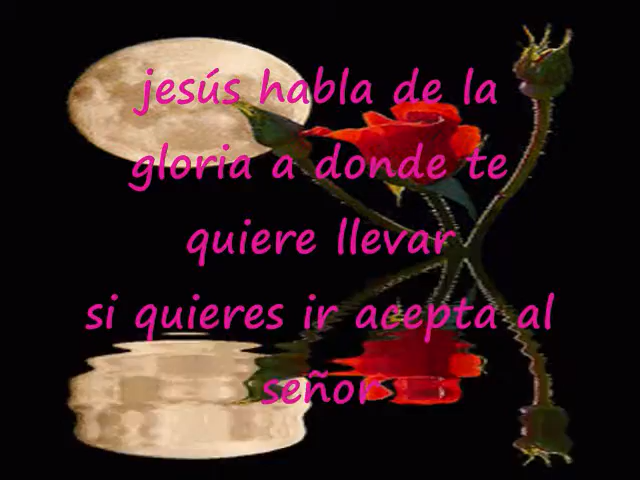 jesús habla de la
gloria a donde te
quiere llevar
si quieres ir acepta al
señor